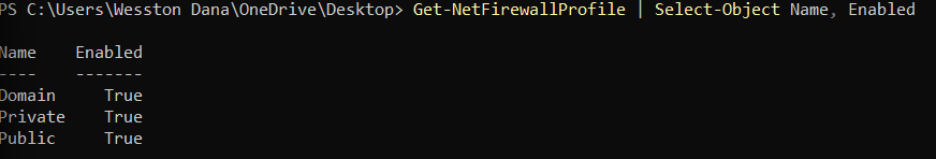 PS C:\Users\Wesston Dana\OneDrive\Desktop> Get-NetFirewallProfile | Select-Object Name, Enabled
Name Enabled
---- -------
Domain True
Private True
Public True